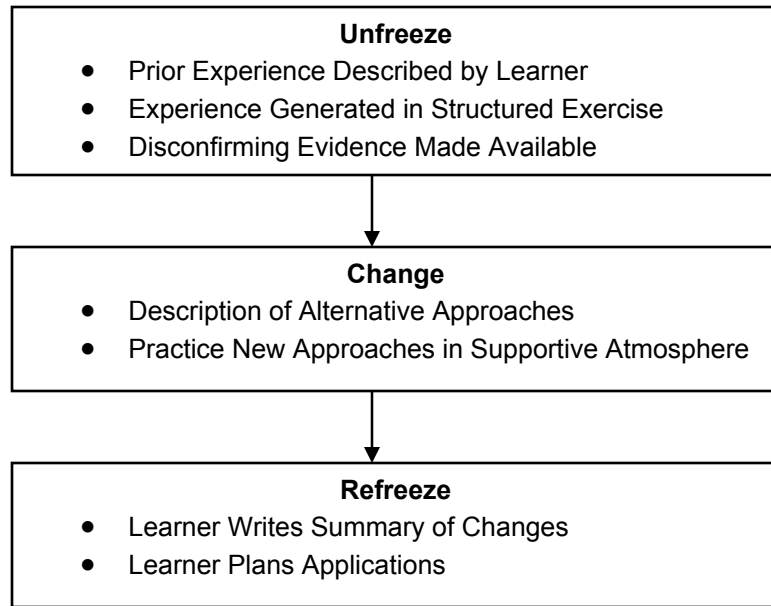 Unfreeze
● Prior Experience Described by Learner
● Experience Generated in Structured Exercise
● Disconfirming Evidence Made Available
Change
● Description of Alternative Approaches
● Practice New Approaches in Supportive Atmosphere
Refreeze
● Learner Writes Summary of Changes
● Learner Plans Applications